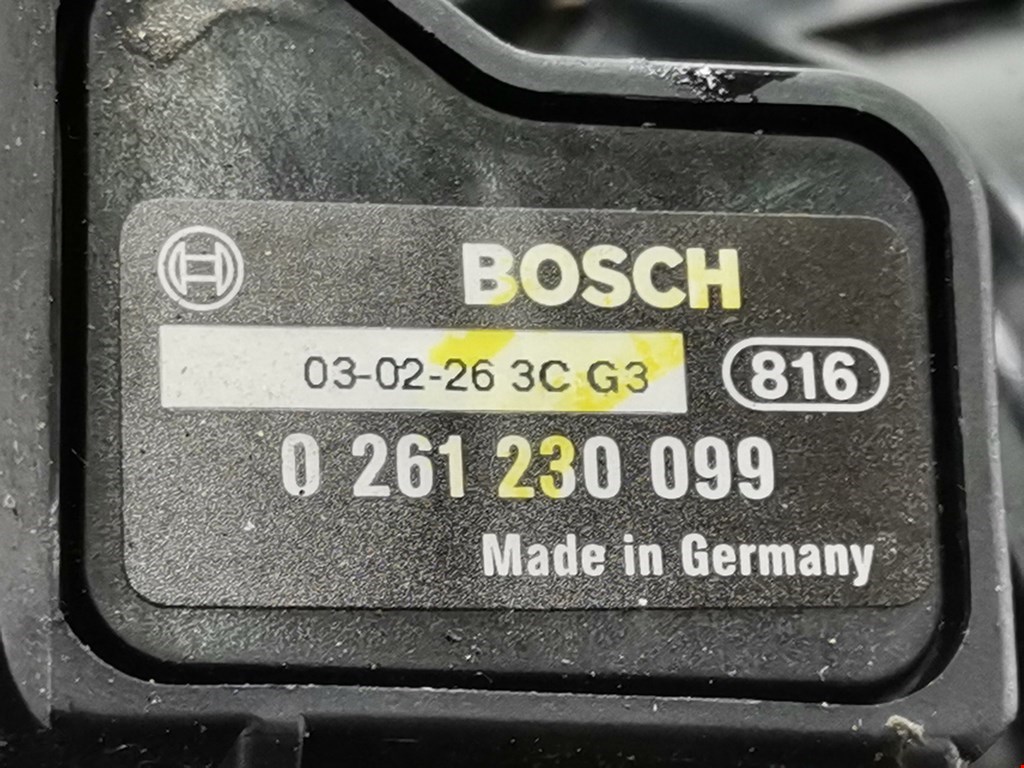 BOSCH
03-02-26 3C G3
816
0 261 230 099
Made in Germany